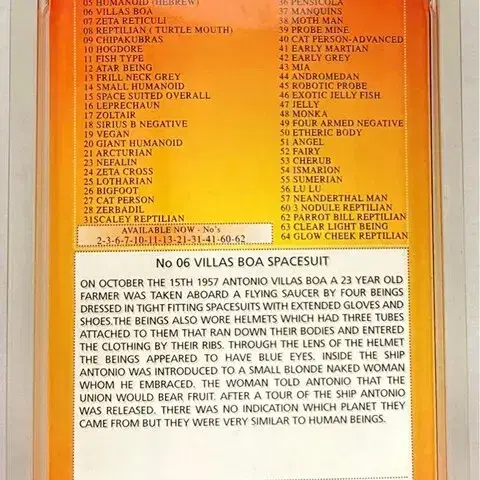 05 HUMANOID (HEBREW)
06 VILLAS BOA
07 ZETA RETICULI
08 REPTILIAN ( TURTLE MOUTH)
09 CHIPAKUBRAS
10 HOGDORE
11 FISH TYPE
12 ATAR BEING
13 FRILL NECK GREY
14 SMALL HUMANOID
15 SPACE SUITED OVERALL
16 LEPRECHAUN
17 ZOLTAIR
18 SIRIUS B NEGATIVE
19 VEGAN
20 GIANT HUMANOID
21 ARCTURIAN
23 NEFALIN
24 ZETA CROSS
25 LOTHARIAN
26 BIGFOOT
27 CAT PERSON
28 ZERBADIL
31SCALEY REPTILIAN
36 PENSICOLA
37 MANQUINS
38 MOTH MAN
39 PROBE MINE
40 CAT PERSON-ADVANCED
41 EARLY MARTIAN
42 EARLY GREY
43 MIA
44 ANDROMEDAN
45 ROBOTIC PROBE
46 EXOTIC JELLY FISH
47 JELLY
48 MONKA
49 FOUR ARMED NEGATIVE
50 ETHERIC BODY
51 ANGEL
52 FAIRY
53 CHERUB
54 ISMARION
55 SUMERIAN
56 LU LU
57 NEANDERTHAL MAN
60 3 NODULE REPTILIAN
62 PARROT BILL REPTILIAN
63 CLEAR LIGHT BEING
64 GLOW CHEEK REPTILIAN
AVAILABLE NOW - No's
2-3-6-7-10-11-13-21-31-41-60-62
No 06 VILLAS BOA SPACESUIT
ON OCTOBER THE 15TH 1957 ANTONIO VILLAS BOA A 23 YEAR OLD
FARMER WAS TAKEN ABOARD A FLYING SAUCER BY FOUR BEINGS
DRESSED IN TIGHT FITTING SPACESUITS WITH EXTENDED GLOVES AND
SHOES.THE BEINGS ALSO WORE HELMETS WHICH HAD THREE TUBES
ATTACHED TO THEM THAT RAN DOWN THEIR BODIES AND ENTERED
THE CLOTHING BY THEIR RIBS. THROUGH THE LENS OF THE HELMET
THE BEINGS APPEARED TO HAVE BLUE EYES. INSIDE THE SHIP
ANTONIO WAS INTRODUCED TO A SMALL BLONDE NAKED WOMAN
WHOM HE EMBRACED. THE WOMAN TOLD ANTONIO THAT THE
UNION WOULD BEAR FRUIT. AFTER A TOUR OF THE SHIP ANTONIO
WAS RELEASED. THERE WAS NO INDICATION WHICH PLANET THEY
CAME FROM BUT THEY WERE VERY SIMILAR TO HUMAN BEINGS.